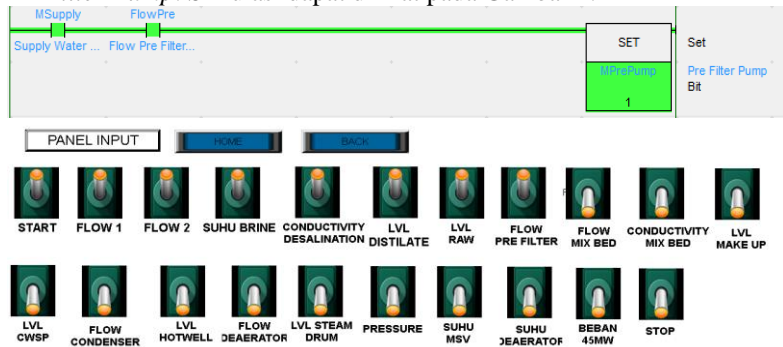 MSupply FlowPre
Supply Water ... Flow Pre Filter...
SET Set
MPrePump Pre Filter Pump
Bit
1
PANEL INPUT HOME BACK
START FLOW 1 FLOW 2 SUHU BRINE CONDUCTIVITY DESALINATION LVL DISTILATE LVL RAW FLOW PRE FILTER FLOW MIX BED CONDUCTIVITY MIX BED LVL MAKE UP
LVL CWSP FLOW CONDENSER LVL HOTWELL FLOW DEAERATOR LVL STEAM DRUM PRESSURE SUHU MSV SUHU DEAERATOR BEBAN 45MW STOP